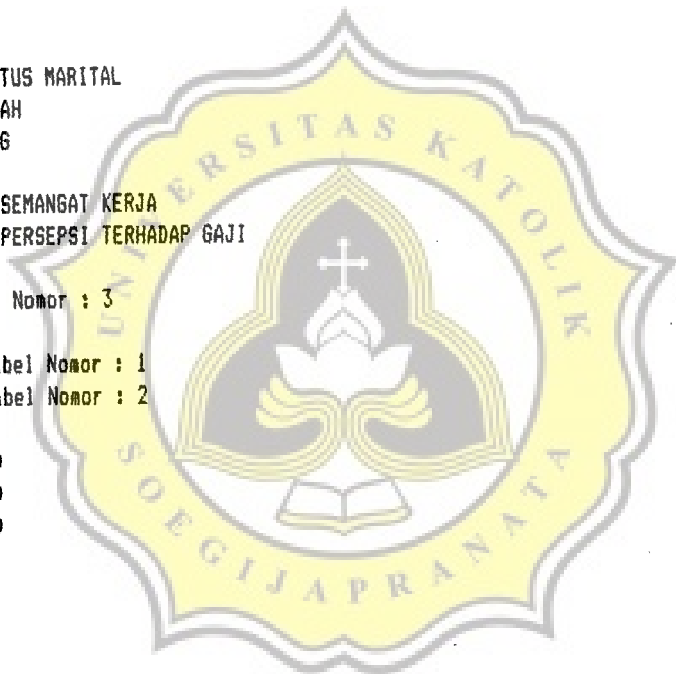 TUS MARITAL
AH
G
SEMANGAT KERJA
PERSEPSI TERHADAP GAJI
Nomor : 3
bel Nomor : 1
bel Nomor : 2
UNIVERSITAS KATOLIK
SOEGIJAPRANATA